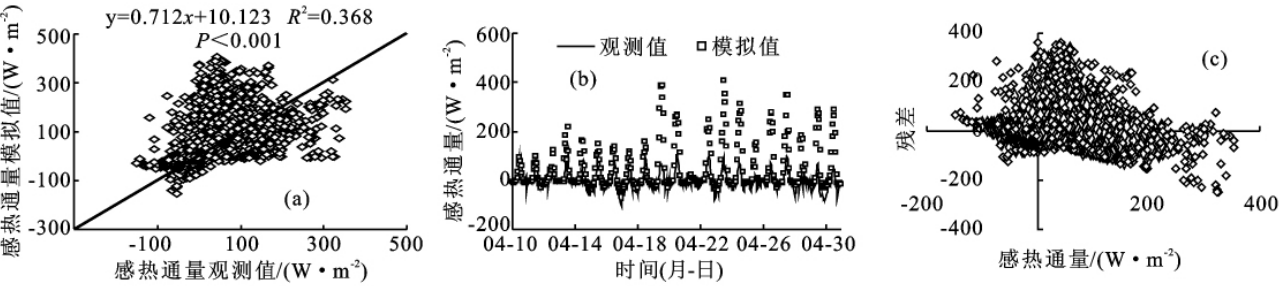 y=0.712x+10.123 R²=0.368
P<0.001
感热通量模拟值/(W·m⁻²)
500
300
100
-100
-300
(a)
-100 100 300 500
感热通量观测值/(W·m⁻²)
感热通量/(W·m⁻²)
600
400
200
0
-200
观测值 模拟值
(b)
04-10 04-14 04-18 04-22 04-26 04-30
时间(月-日)
残差
400
200
-200
-400
(c)
-200 200 400
感热通量/(W·m⁻²)